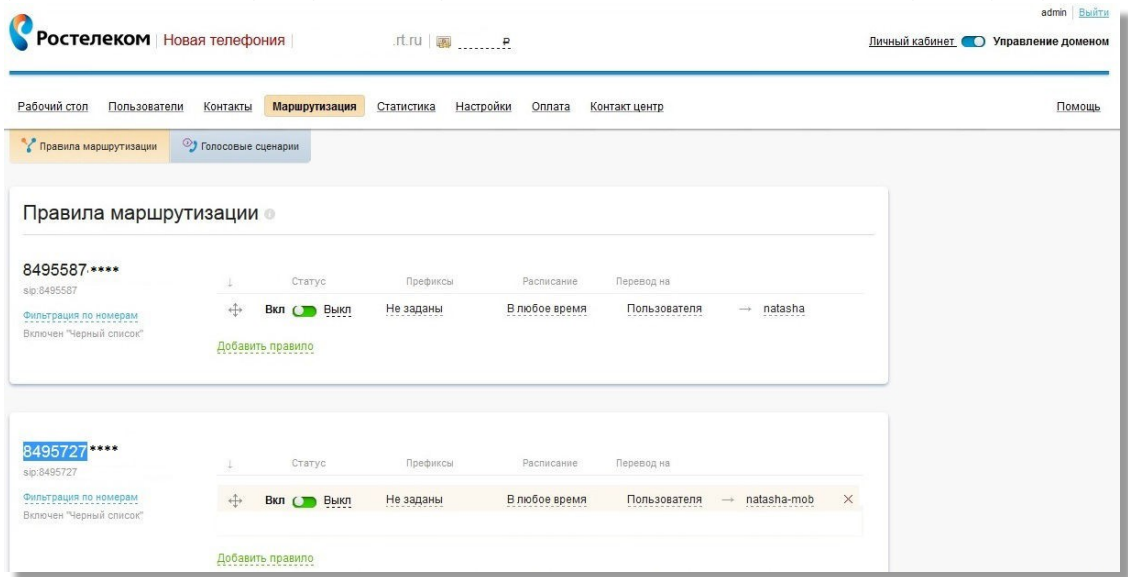 admin Выйти
Ростелеком Новая телефония .rt.ru ₽ Личный кабинет Управление доменом
Рабочий стол Пользователи Контакты Маршрутизация Статистика Настройки Оплата Контакт центр Помощь
Правила маршрутизации Голосовые сценарии
Правила маршрутизации
8495587.****
sip:8495587
↓ Статус Префиксы Расписание Перевод на
Фильтрация по номерам
Вкл Выкл Не заданы В любое время Пользователя → natasha
Включен "Черный список"
Добавить правило
8495727****
sip:8495727
↓ Статус Префиксы Расписание Перевод на
Фильтрация по номерам
Вкл Выкл Не заданы В любое время Пользователя → natasha-mob ×
Включен "Черный список"
Добавить правило